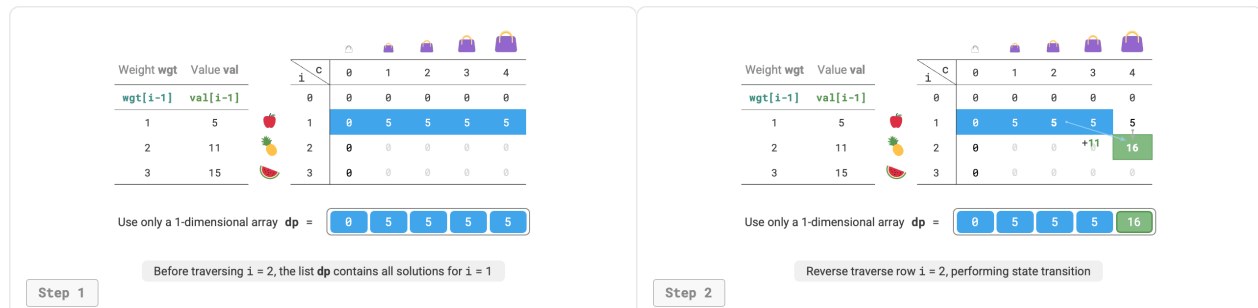 Weight wgt Value val i c 0 1 2 3 4
wgt[i-1] val[i-1] 0 0 0 0 0 0
1 5 1 0 5 5 5 5
2 11 2 0 0 0 0 0
3 15 3 0 0 0 0 0
Use only a 1-dimensional array dp = 0 5 5 5 5
Before traversing i = 2, the list dp contains all solutions for i = 1
Step 1
Weight wgt Value val i c 0 1 2 3 4
wgt[i-1] val[i-1] 0 0 0 0 0 0
1 5 1 0 5 5 5 5
2 11 2 0 0 0 0 +11 16
3 15 3 0 0 0 0 0
Use only a 1-dimensional array dp = 0 5 5 5 16
Reverse traverse row i = 2, performing state transition
Step 2